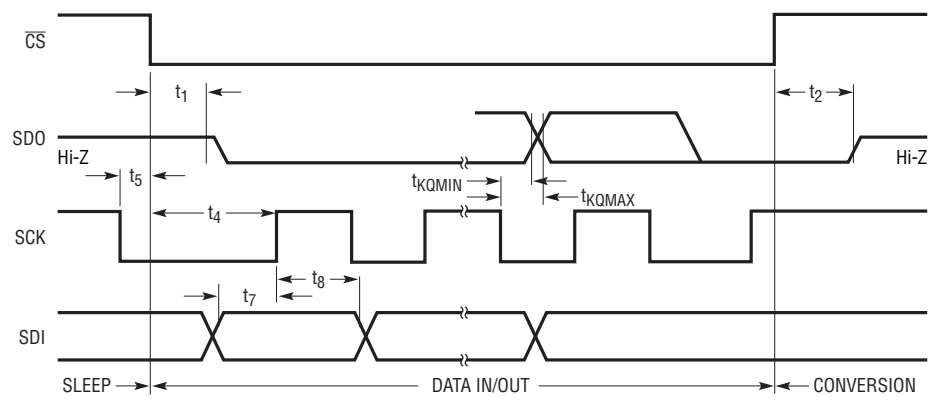 CS
t1
t2
SDO
Hi-Z
Hi-Z
t5
tKQMIN
tKQMAX
t4
SCK
t8
t7
SDI
SLEEP
DATA IN/OUT
CONVERSION